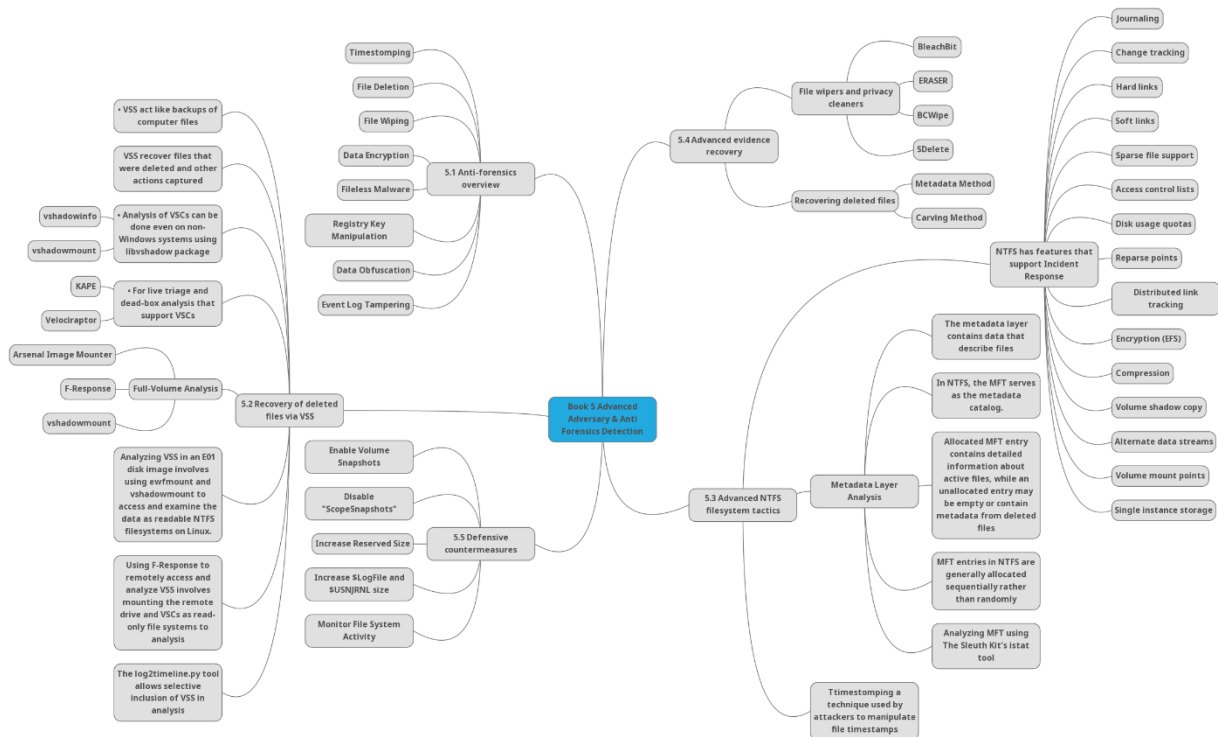 Book 5 Advanced
Adversary & Anti
Forensics Detection
5.1 Anti-forensics
overview
Timestomping
File Deletion
File Wiping
Data Encryption
Fileless Malware
Registry Key
Manipulation
Data Obfuscation
Event Log Tampering
5.2 Recovery of deleted
files via VSS
• VSS act like backups of
computer files
VSS recover files that
were deleted and other
actions captured
• Analysis of VSCs can be
done even on non-
Windows systems using
libvshadow package
vshadowinfo
vshadowmount
• For live triage and
dead-box analysis that
support VSCs
KAPE
Velociraptor
Full-Volume Analysis
Arsenal Image Mounter
F-Response
vshadowmount
Analyzing VSS in an E01
disk image involves
using ewfmount and
vshadowmount to
access and examine the
data as readable NTFS
filesystems on Linux.
Using F-Response to
remotely access and
analyze VSS involves
mounting the remote
drive and VSCs as read-
only file systems to
analysis
The log2timeline.py tool
allows selective
inclusion of VSS in
analysis
5.5 Defensive
countermeasures
Enable Volume
Snapshots
Disable
"ScopeSnapshots"
Increase Reserved Size
Increase $LogFile and
$USNJRNL size
Monitor File System
Activity
5.4 Advanced evidence
recovery
File wipers and privacy
cleaners
BleachBit
ERASER
BCWipe
SDelete
Recovering deleted files
Metadata Method
Carving Method
5.3 Advanced NTFS
filesystem tactics
NTFS has features that
support Incident
Response
Journaling
Change tracking
Hard links
Soft links
Sparse file support
Access control lists
Disk usage quotas
Reparse points
Distributed link
tracking
Encryption (EFS)
Compression
Volume shadow copy
Alternate data streams
Volume mount points
Single instance storage
Metadata Layer
Analysis
The metadata layer
contains data that
describe files
In NTFS, the MFT serves
as the metadata
catalog.
Allocated MFT entry
contains detailed
information about
active files, while an
unallocated entry may
be empty or contain
metadata from deleted
files
MFT entries in NTFS are
generally allocated
sequentially rather
than randomly
Analyzing MFT using
The Sleuth Kit's istat
tool
Ttimestomping a
technique used by
attackers to manipulate
file timestamps